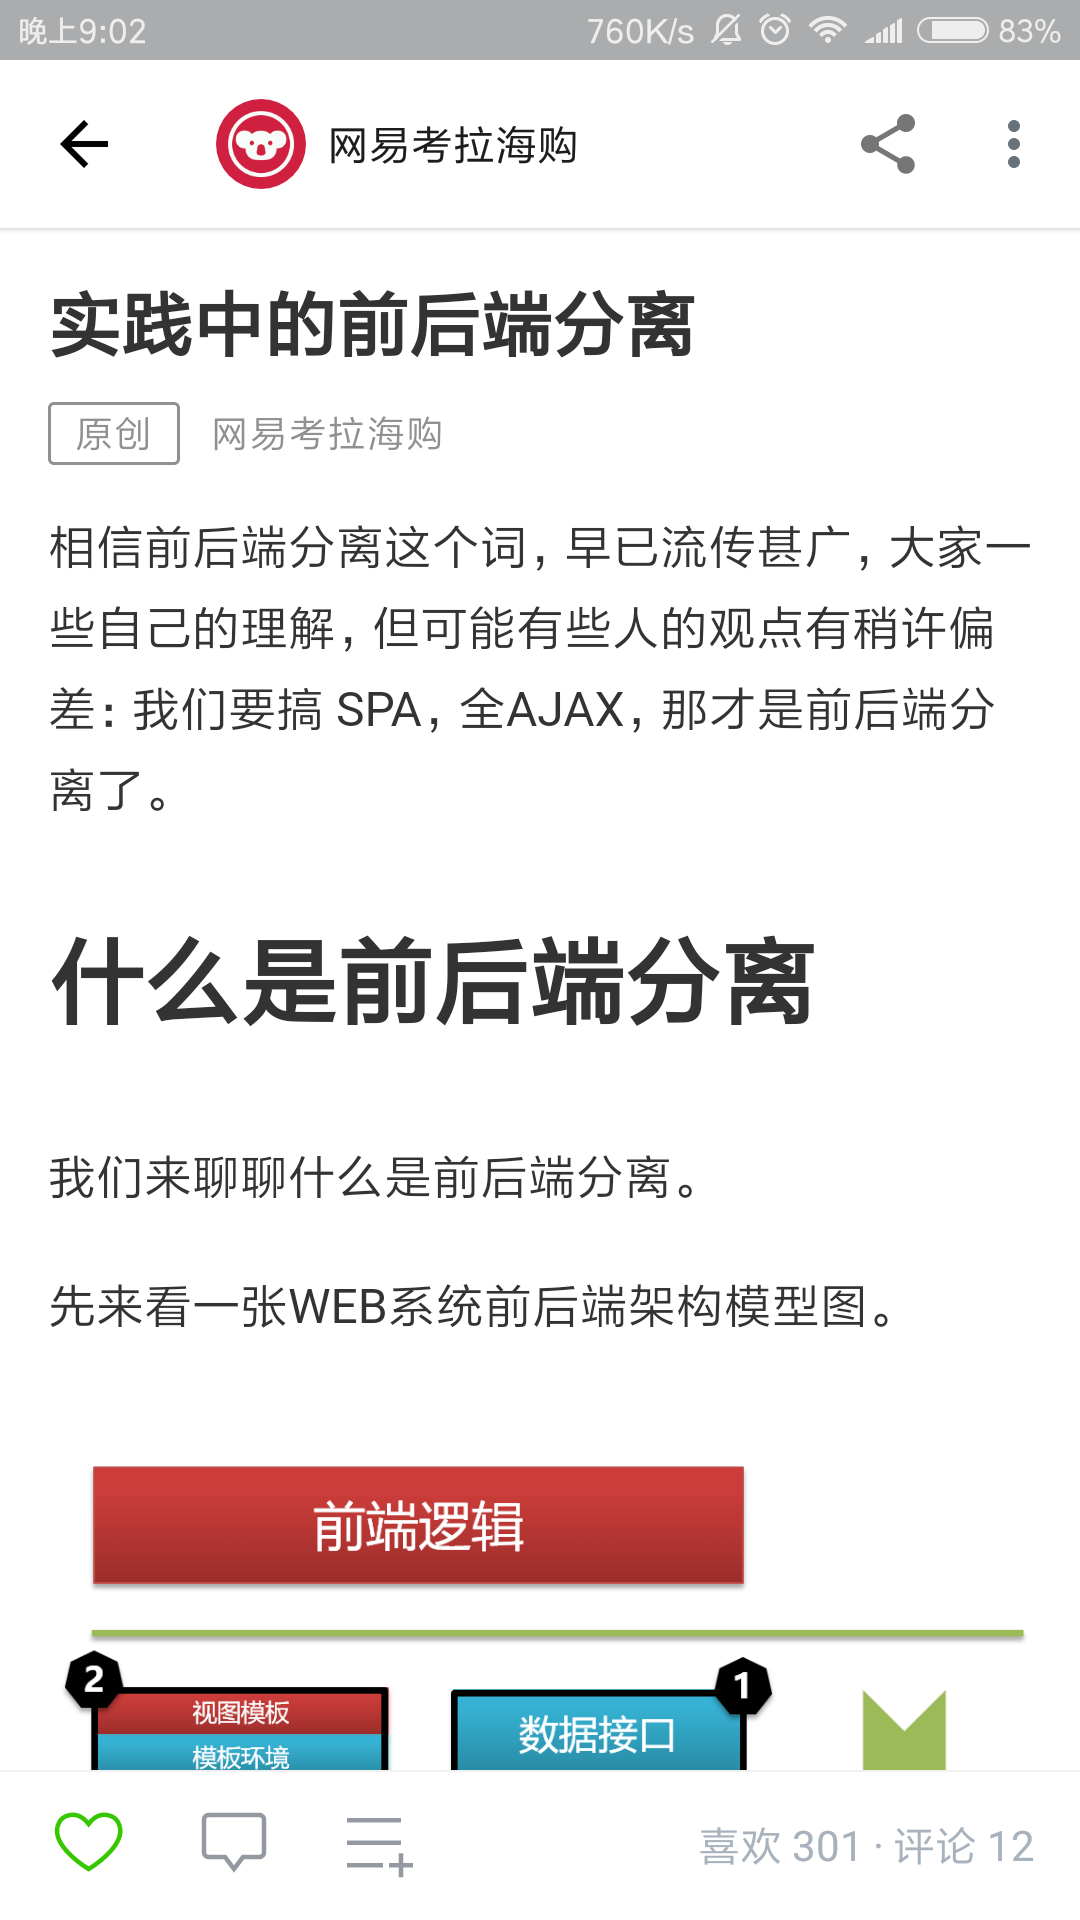 晚上9:02
760K/s
83%
网易考拉海购
实践中的前后端分离
原创
网易考拉海购
相信前后端分离这个词，早已流传甚广，大家一
些自己的理解，但可能有些人的观点有稍许偏
差：我们要搞 SPA，全AJAX，那才是前后端分
离了。
什么是前后端分离
我们来聊聊什么是前后端分离。
先来看一张WEB系统前后端架构模型图。
前端逻辑
2
1
视图模板
数据接口
模板环境
喜欢 301 · 评论 12